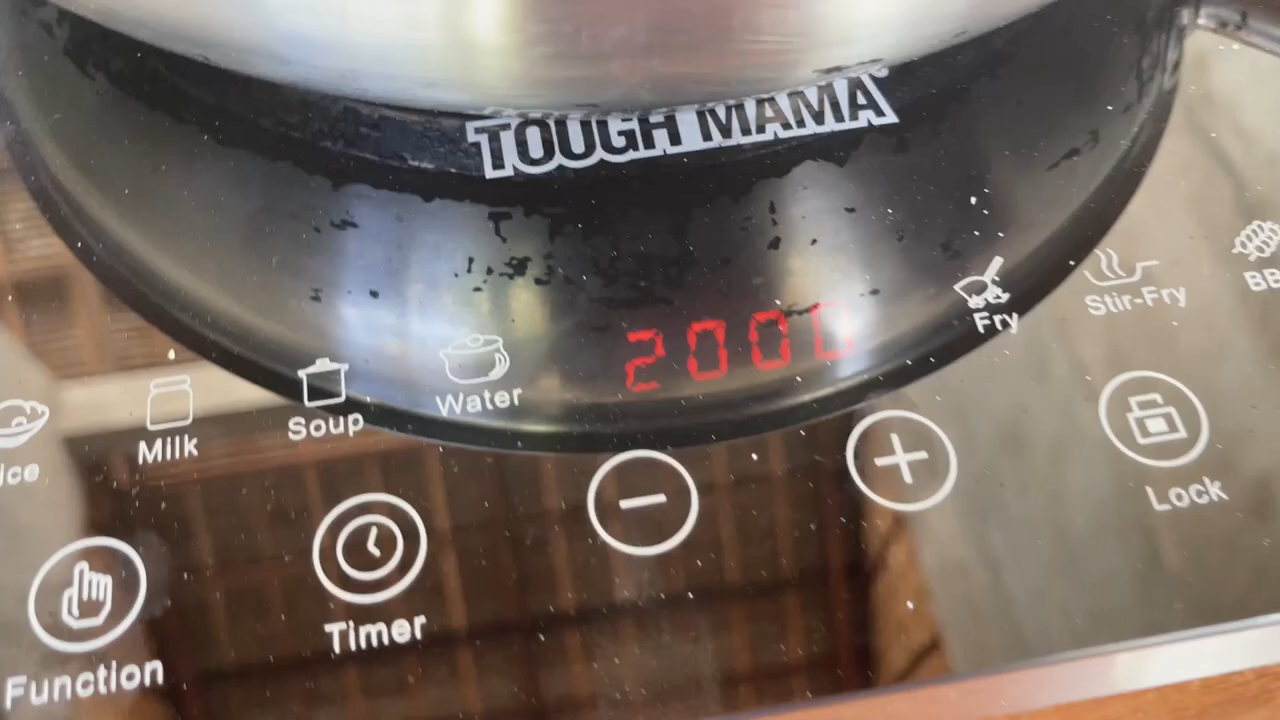 TOUGH MAMA
2000
Fry
Stir-Fry
Water
Soup
Milk
Lock
Timer
Function